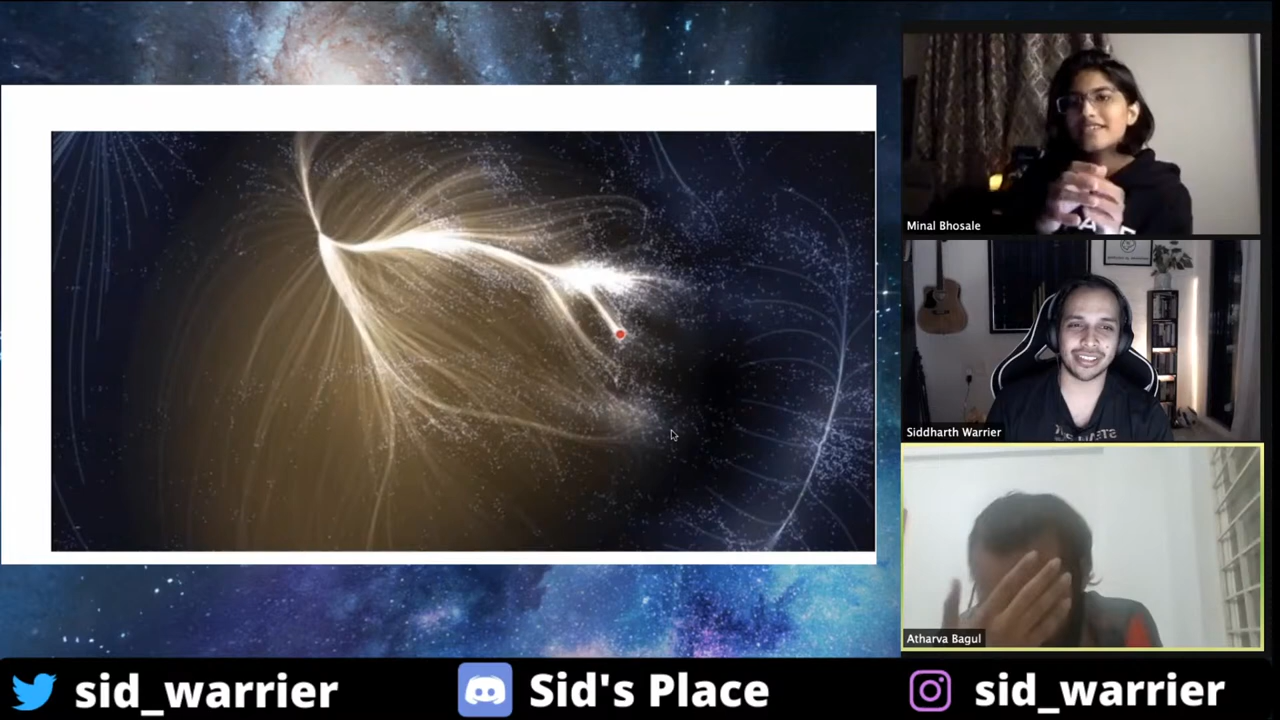 Minal Bhosale
Siddharth Warrier
Atharva Bagul
sid_warrier
Sid's Place
sid_warrier